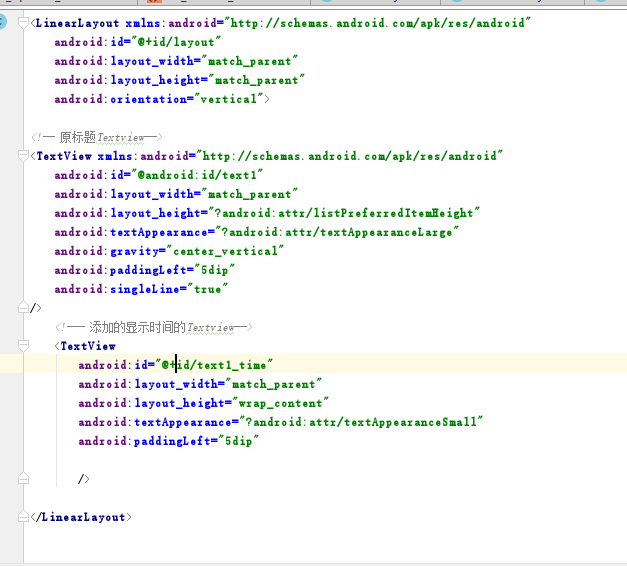 <LinearLayout xmlns:android="http://schemas.android.com/apk/res/android"
android:id="@+id/layout"
android:layout_width="match_parent"
android:layout_height="match_parent"
android:orientation="vertical">
<!-- 原标题Textview-->
<TextView xmlns:android="http://schemas.android.com/apk/res/android"
android:id="@android:id/text1"
android:layout_width="match_parent"
android:layout_height="?android:attr/listPreferredItemHeight"
android:textAppearance="?android:attr/textAppearanceLarge"
android:gravity="center_vertical"
android:paddingLeft="5dip"
android:singleLine="true"
/>
<!-- 添加的显示时间的Textview-->
<TextView
android:id="@+id/text1_time"
android:layout_width="match_parent"
android:layout_height="wrap_content"
android:textAppearance="?android:attr/textAppearanceSmall"
android:paddingLeft="5dip"
/>
</LinearLayout>